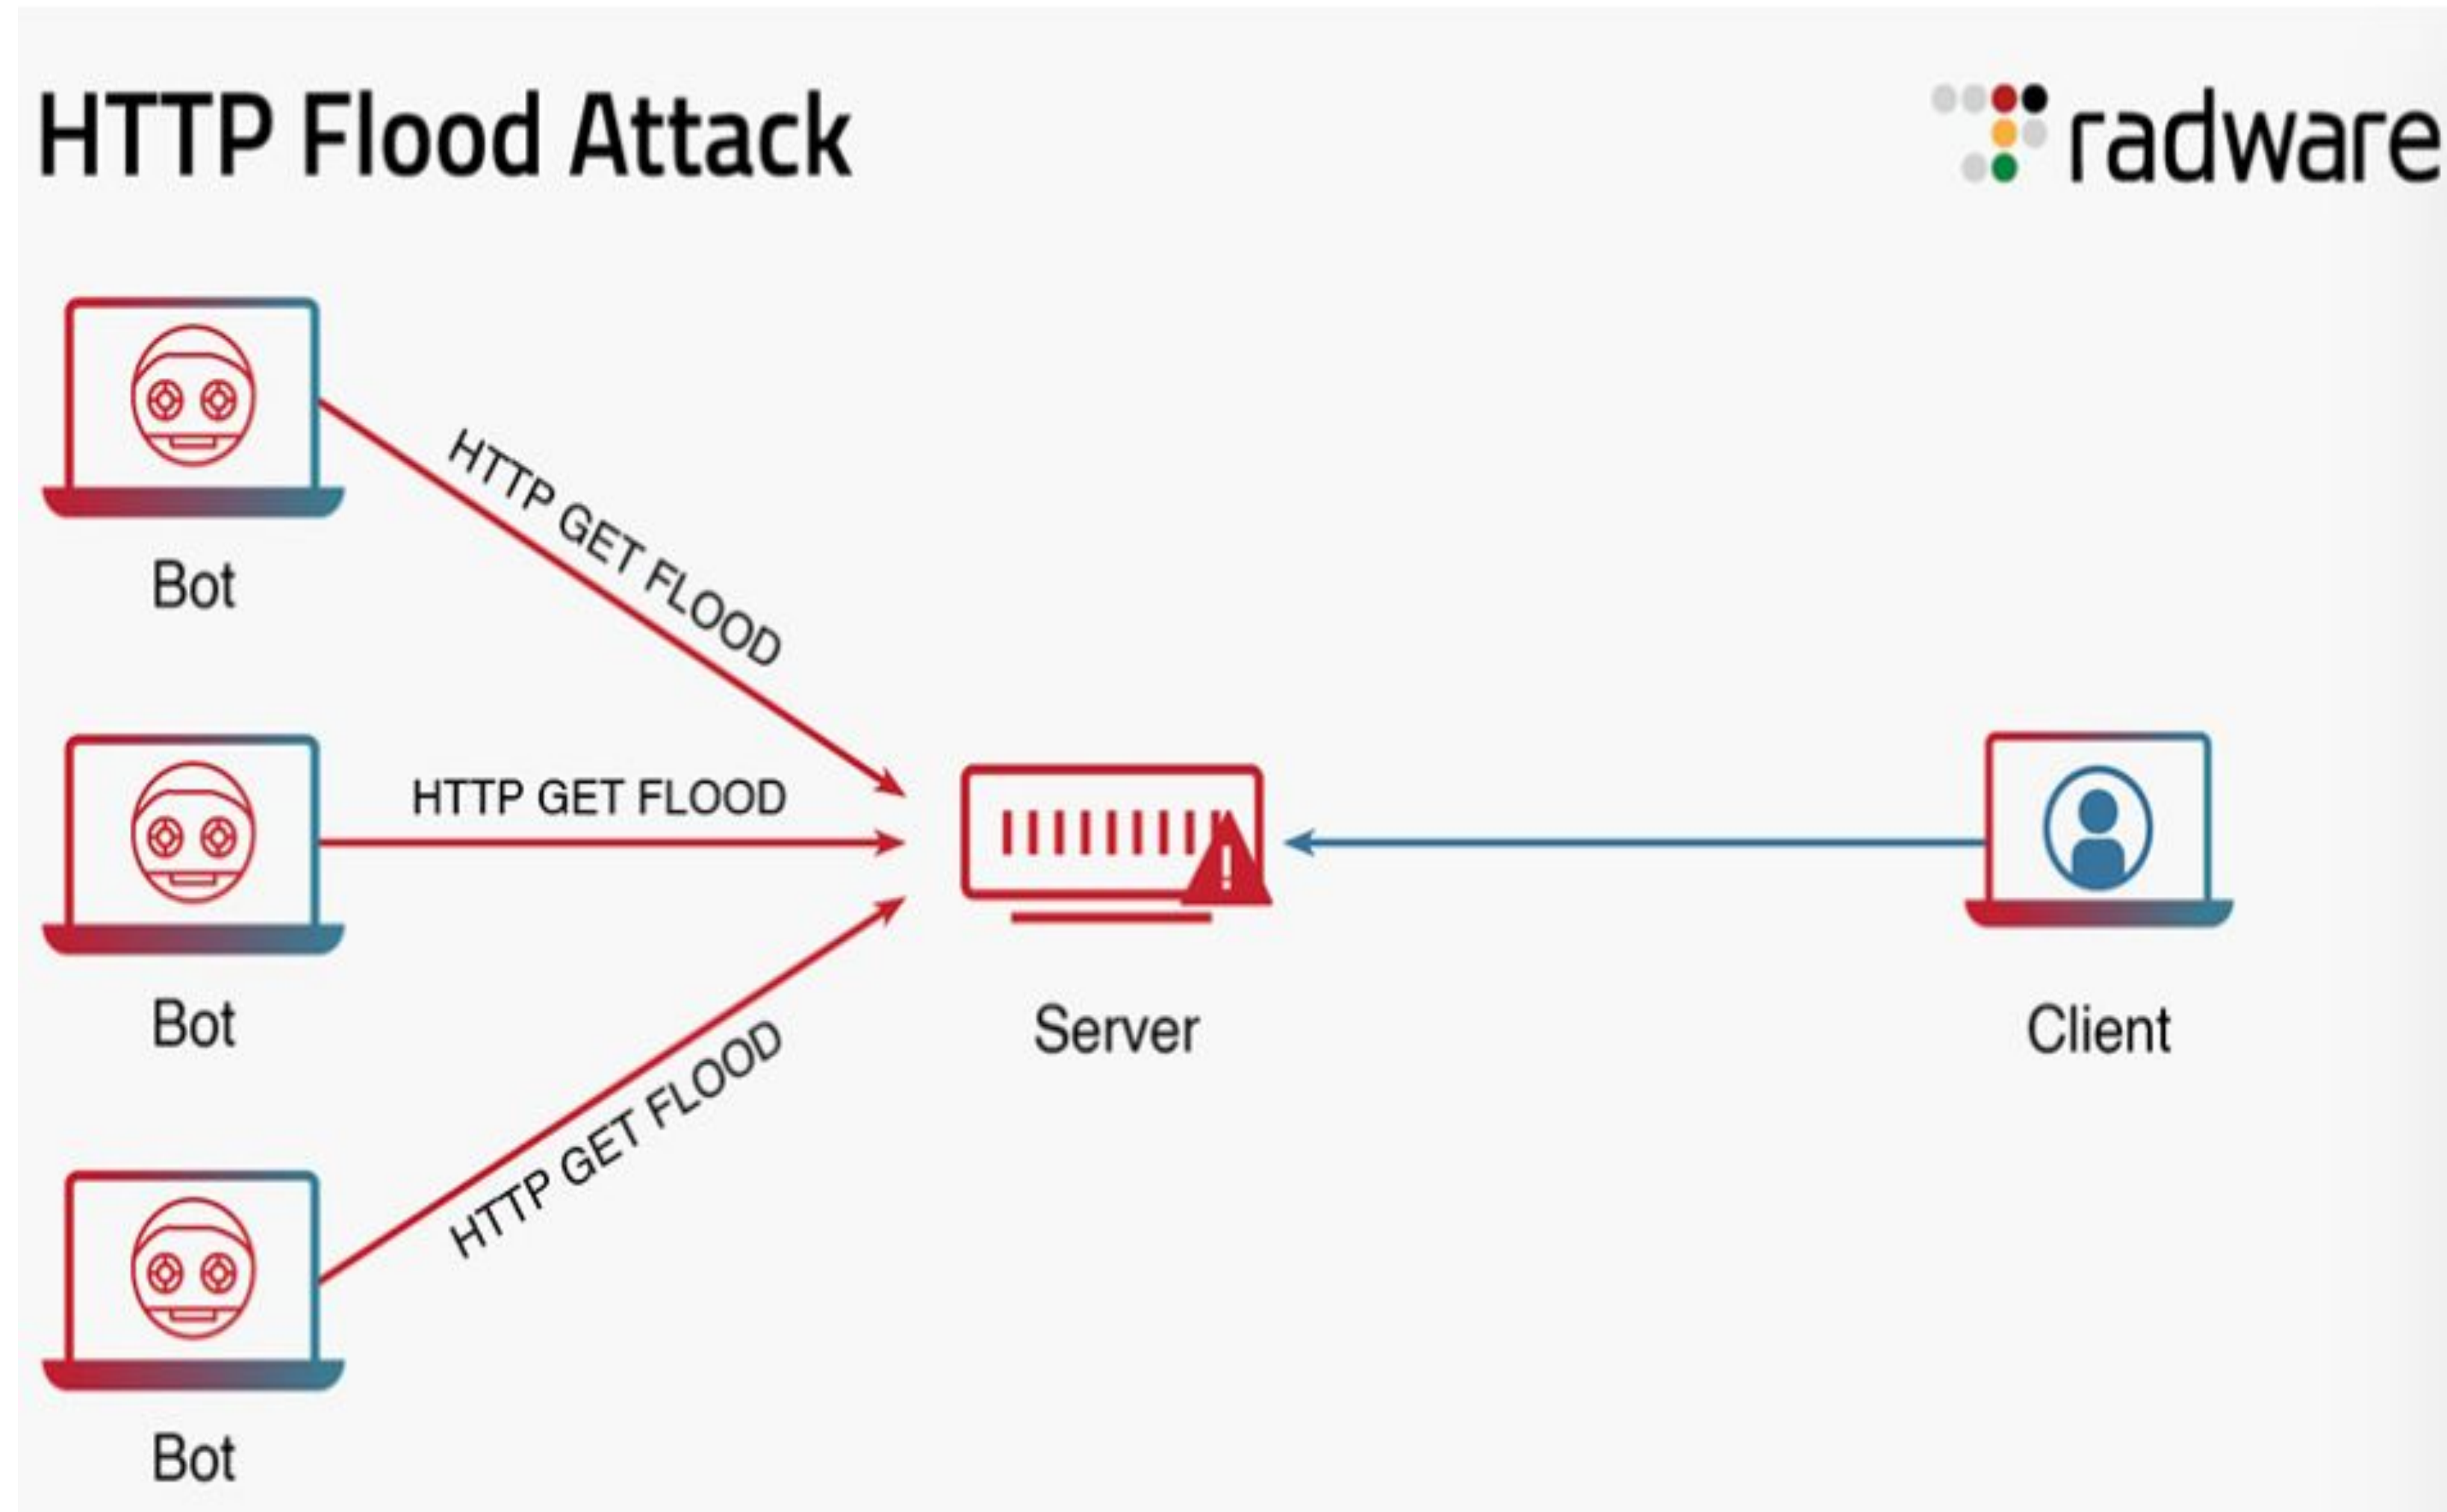 HTTP Flood Attack
radware
HTTP GET FLOOD
Bot
HTTP GET FLOOD
Bot
Server
Client
HTTP GET FLOOD
Bot